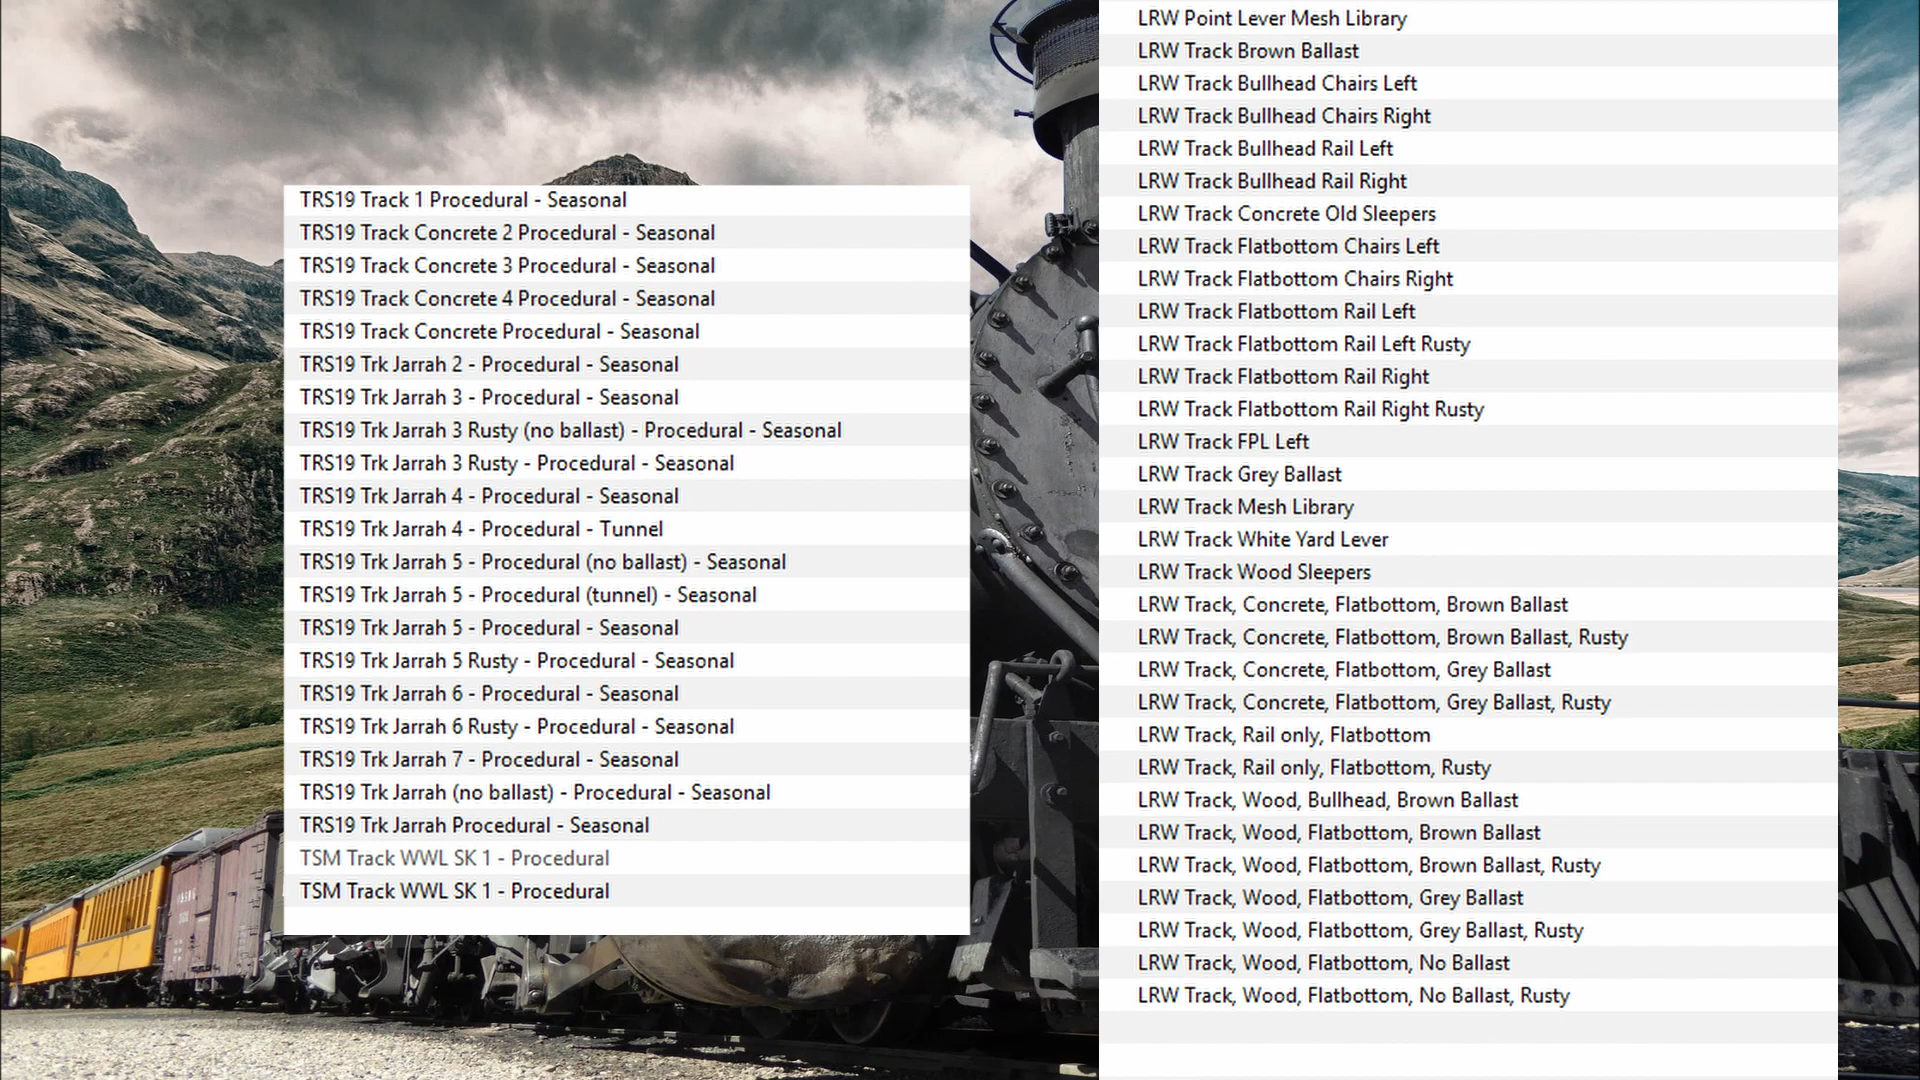 TRS19 Track 1 Procedural - Seasonal
TRS19 Track Concrete 2 Procedural - Seasonal
TRS19 Track Concrete 3 Procedural - Seasonal
TRS19 Track Concrete 4 Procedural - Seasonal
TRS19 Track Concrete Procedural - Seasonal
TRS19 Trk Jarrah 2 - Procedural - Seasonal
TRS19 Trk Jarrah 3 - Procedural - Seasonal
TRS19 Trk Jarrah 3 Rusty (no ballast) - Procedural - Seasonal
TRS19 Trk Jarrah 3 Rusty - Procedural - Seasonal
TRS19 Trk Jarrah 4 - Procedural - Seasonal
TRS19 Trk Jarrah 4 - Procedural - Tunnel
TRS19 Trk Jarrah 5 - Procedural (no ballast) - Seasonal
TRS19 Trk Jarrah 5 - Procedural (tunnel) - Seasonal
TRS19 Trk Jarrah 5 - Procedural - Seasonal
TRS19 Trk Jarrah 5 Rusty - Procedural - Seasonal
TRS19 Trk Jarrah 6 - Procedural - Seasonal
TRS19 Trk Jarrah 6 Rusty - Procedural - Seasonal
TRS19 Trk Jarrah 7 - Procedural - Seasonal
TRS19 Trk Jarrah (no ballast) - Procedural - Seasonal
TRS19 Trk Jarrah Procedural - Seasonal
TSM Track WWL SK 1 - Procedural
TSM Track WWL SK 1 - Procedural
LRW Point Lever Mesh Library
LRW Track Brown Ballast
LRW Track Bullhead Chairs Left
LRW Track Bullhead Chairs Right
LRW Track Bullhead Rail Left
LRW Track Bullhead Rail Right
LRW Track Concrete Old Sleepers
LRW Track Flatbottom Chairs Left
LRW Track Flatbottom Chairs Right
LRW Track Flatbottom Rail Left
LRW Track Flatbottom Rail Left Rusty
LRW Track Flatbottom Rail Right
LRW Track Flatbottom Rail Right Rusty
LRW Track FPL Left
LRW Track Grey Ballast
LRW Track Mesh Library
LRW Track White Yard Lever
LRW Track Wood Sleepers
LRW Track, Concrete, Flatbottom, Brown Ballast
LRW Track, Concrete, Flatbottom, Brown Ballast, Rusty
LRW Track, Concrete, Flatbottom, Grey Ballast
LRW Track, Concrete, Flatbottom, Grey Ballast, Rusty
LRW Track, Rail only, Flatbottom
LRW Track, Rail only, Flatbottom, Rusty
LRW Track, Wood, Bullhead, Brown Ballast
LRW Track, Wood, Flatbottom, Brown Ballast
LRW Track, Wood, Flatbottom, Brown Ballast, Rusty
LRW Track, Wood, Flatbottom, Grey Ballast
LRW Track, Wood, Flatbottom, Grey Ballast, Rusty
LRW Track, Wood, Flatbottom, No Ballast
LRW Track, Wood, Flatbottom, No Ballast, Rusty